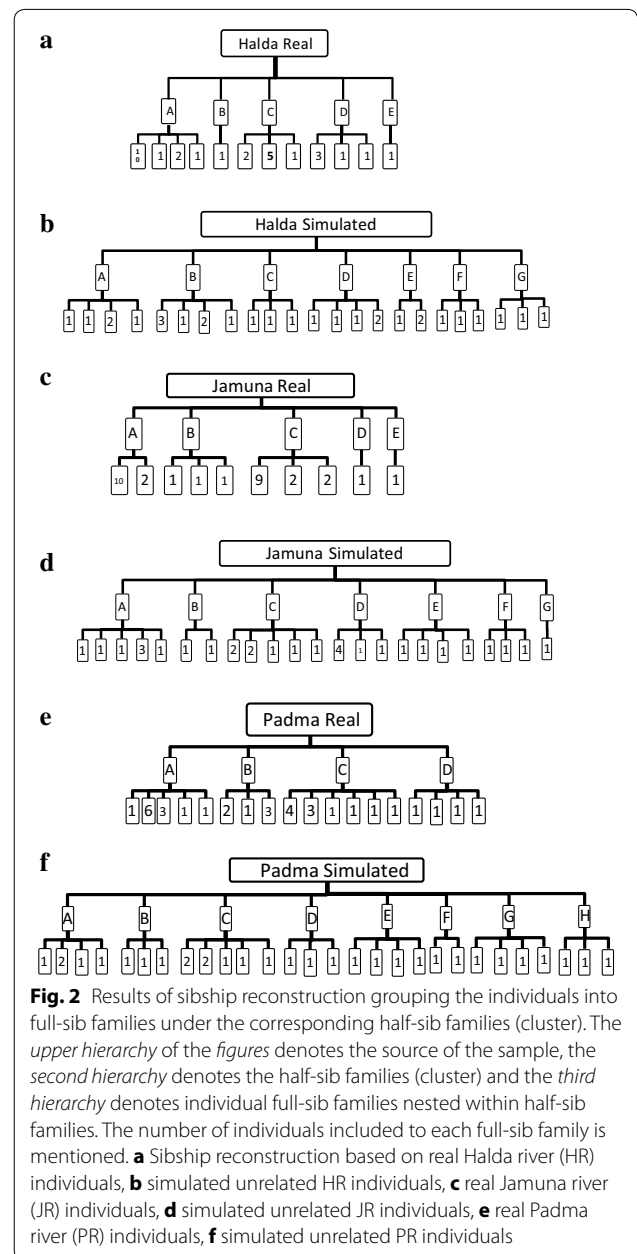 a
Halda Real
A B C D E
10 1 2 1 1 2 5 1 3 1 1 1
b
Halda Simulated
A B C D E F G
1 1 2 1 3 1 2 1 1 1 1 1 1 1 2 1 2 1 1 1 1 1 1
c
Jamuna Real
A B C D E
10 2 1 1 1 9 2 2 1 1
d
Jamuna Simulated
A B C D E F G
1 1 1 3 1 1 1 2 2 1 1 1 4 1 1 1 1 1 1 1 1 1 1
e
Padma Real
A B C D
1 6 3 1 1 2 1 3 4 3 1 1 1 1 1 1 1 1
f
Padma Simulated
A B C D E F G H
1 2 1 1 1 1 1 2 2 1 1 1 1 1 1 1 1 1 1 1 1 1 1 1 1 1 1 1
Fig. 2 Results of sibship reconstruction grouping the individuals into
full-sib families under the corresponding half-sib families (cluster). The
upper hierarchy of the figures denotes the source of the sample, the
second hierarchy denotes the half-sib families (cluster) and the third
hierarchy denotes individual full-sib families nested within half-sib
families. The number of individuals included to each full-sib family is
mentioned. a Sibship reconstruction based on real Halda river (HR)
individuals, b simulated unrelated HR individuals, c real Jamuna river
(JR) individuals, d simulated unrelated JR individuals, e real Padma
river (PR) individuals, f simulated unrelated PR individuals